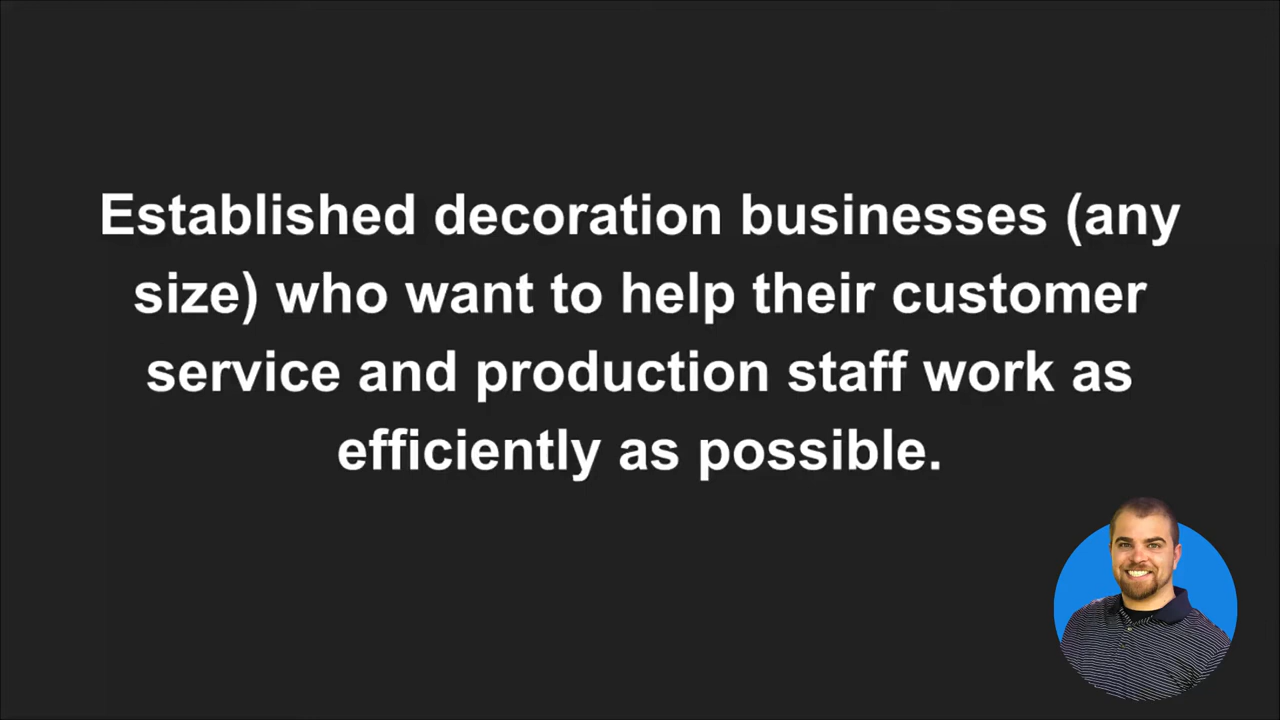 Established decoration businesses (any
size) who want to help their customer
service and production staff work as
efficiently as possible.